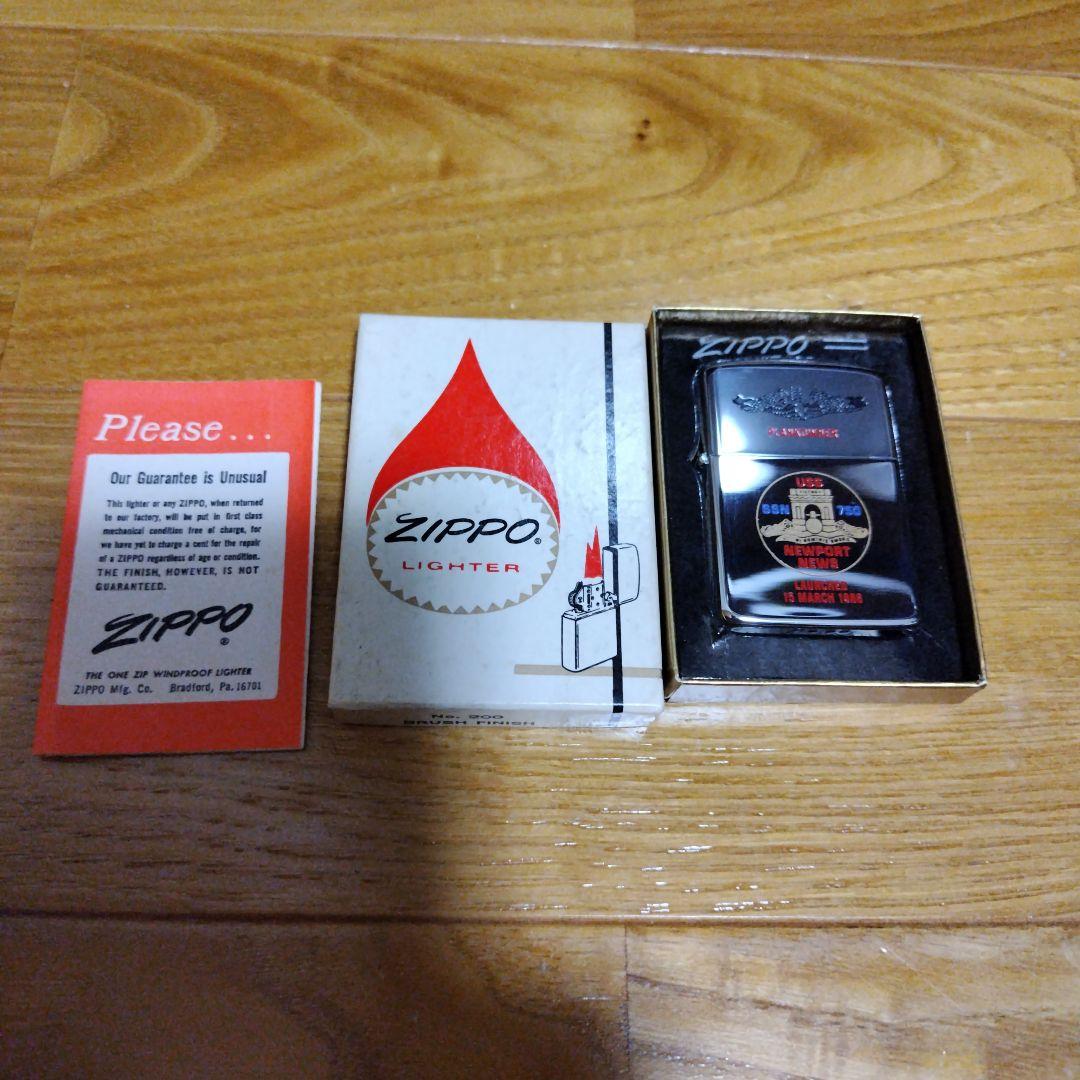 Please...
Our Guarantee is Unusual
This lighter or any ZIPPO, when returned
to our factory, will be put in first class
mechanical condition free of charge, for
we have yet to charge a cent for the repair
of a ZIPPO regardless of age or condition.
THE FINISH, HOWEVER, IS NOT
GUARANTEED.
ZIPPO®
THE ONE ZIP WINDPROOF LIGHTER
ZIPPO Mfg. Co. Bradford, Pa. 16701
ZIPPO®
LIGHTER
No. 200
BRUSH FINISH
ZIPPO
PLANKOWNER
USS
SSN 750
NEWPORT
NEWS
LAUNCHED
15 MARCH 1986